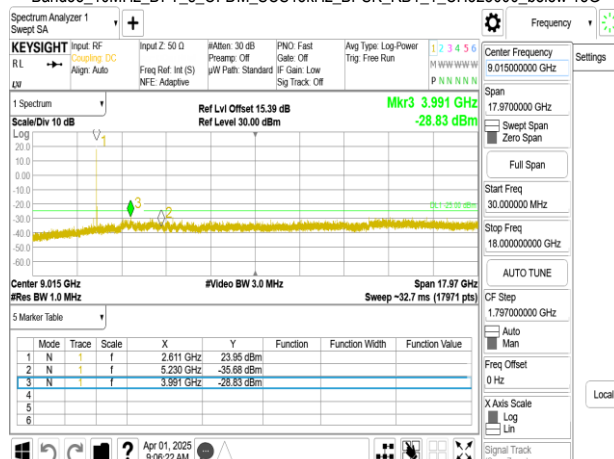 Spectrum Analyzer 1
Swept SA
Frequency
Settings
KEYSIGHT
Input: RF
Coupling: DC
Align: Auto
Input Z: 50 Ω
Freq Ref: Int (S)
NFE: Adaptive
#Atten: 30 dB
Preamp: Off
µW Path: Standard
PNO: Fast
Gate: Off
IF Gain: Low
Sig Track: Off
Avg Type: Log-Power
Trig: Free Run
1 2 3 4 5 6
M W W W W W
P N N N N N
RL
1 Spectrum
Scale/Div 10 dB
Log
Ref Lvl Offset 15.39 dB
Ref Level 30.00 dBm
Mkr3 3.991 GHz
-28.83 dBm
20.0
10.0
0.00
-10.0
-20.0
-30.0
-40.0
-50.0
-60.0
1
3
2
DL1 -25.00 dBm
Center 9.015 GHz
#Res BW 1.0 MHz
#Video BW 3.0 MHz
Span 17.97 GHz
Sweep ~32.7 ms (17971 pts)
5 Marker Table
Mode Trace Scale X Y Function Function Width Function Value
1 N 1 f 2.611 GHz 23.95 dBm
2 N 1 f 5.230 GHz -35.68 dBm
3 N 1 f 3.991 GHz -28.83 dBm
4
5
6
Apr 01, 2025
9:06:22 AM
Center Frequency
9.015000000 GHz
Span
17.9700000 GHz
Swept Span
Zero Span
Full Span
Start Freq
30.000000 MHz
Stop Freq
18.000000000 GHz
AUTO TUNE
CF Step
1.797000000 GHz
Auto
Man
Freq Offset
0 Hz
X Axis Scale
Log
Lin
Signal Track
Local